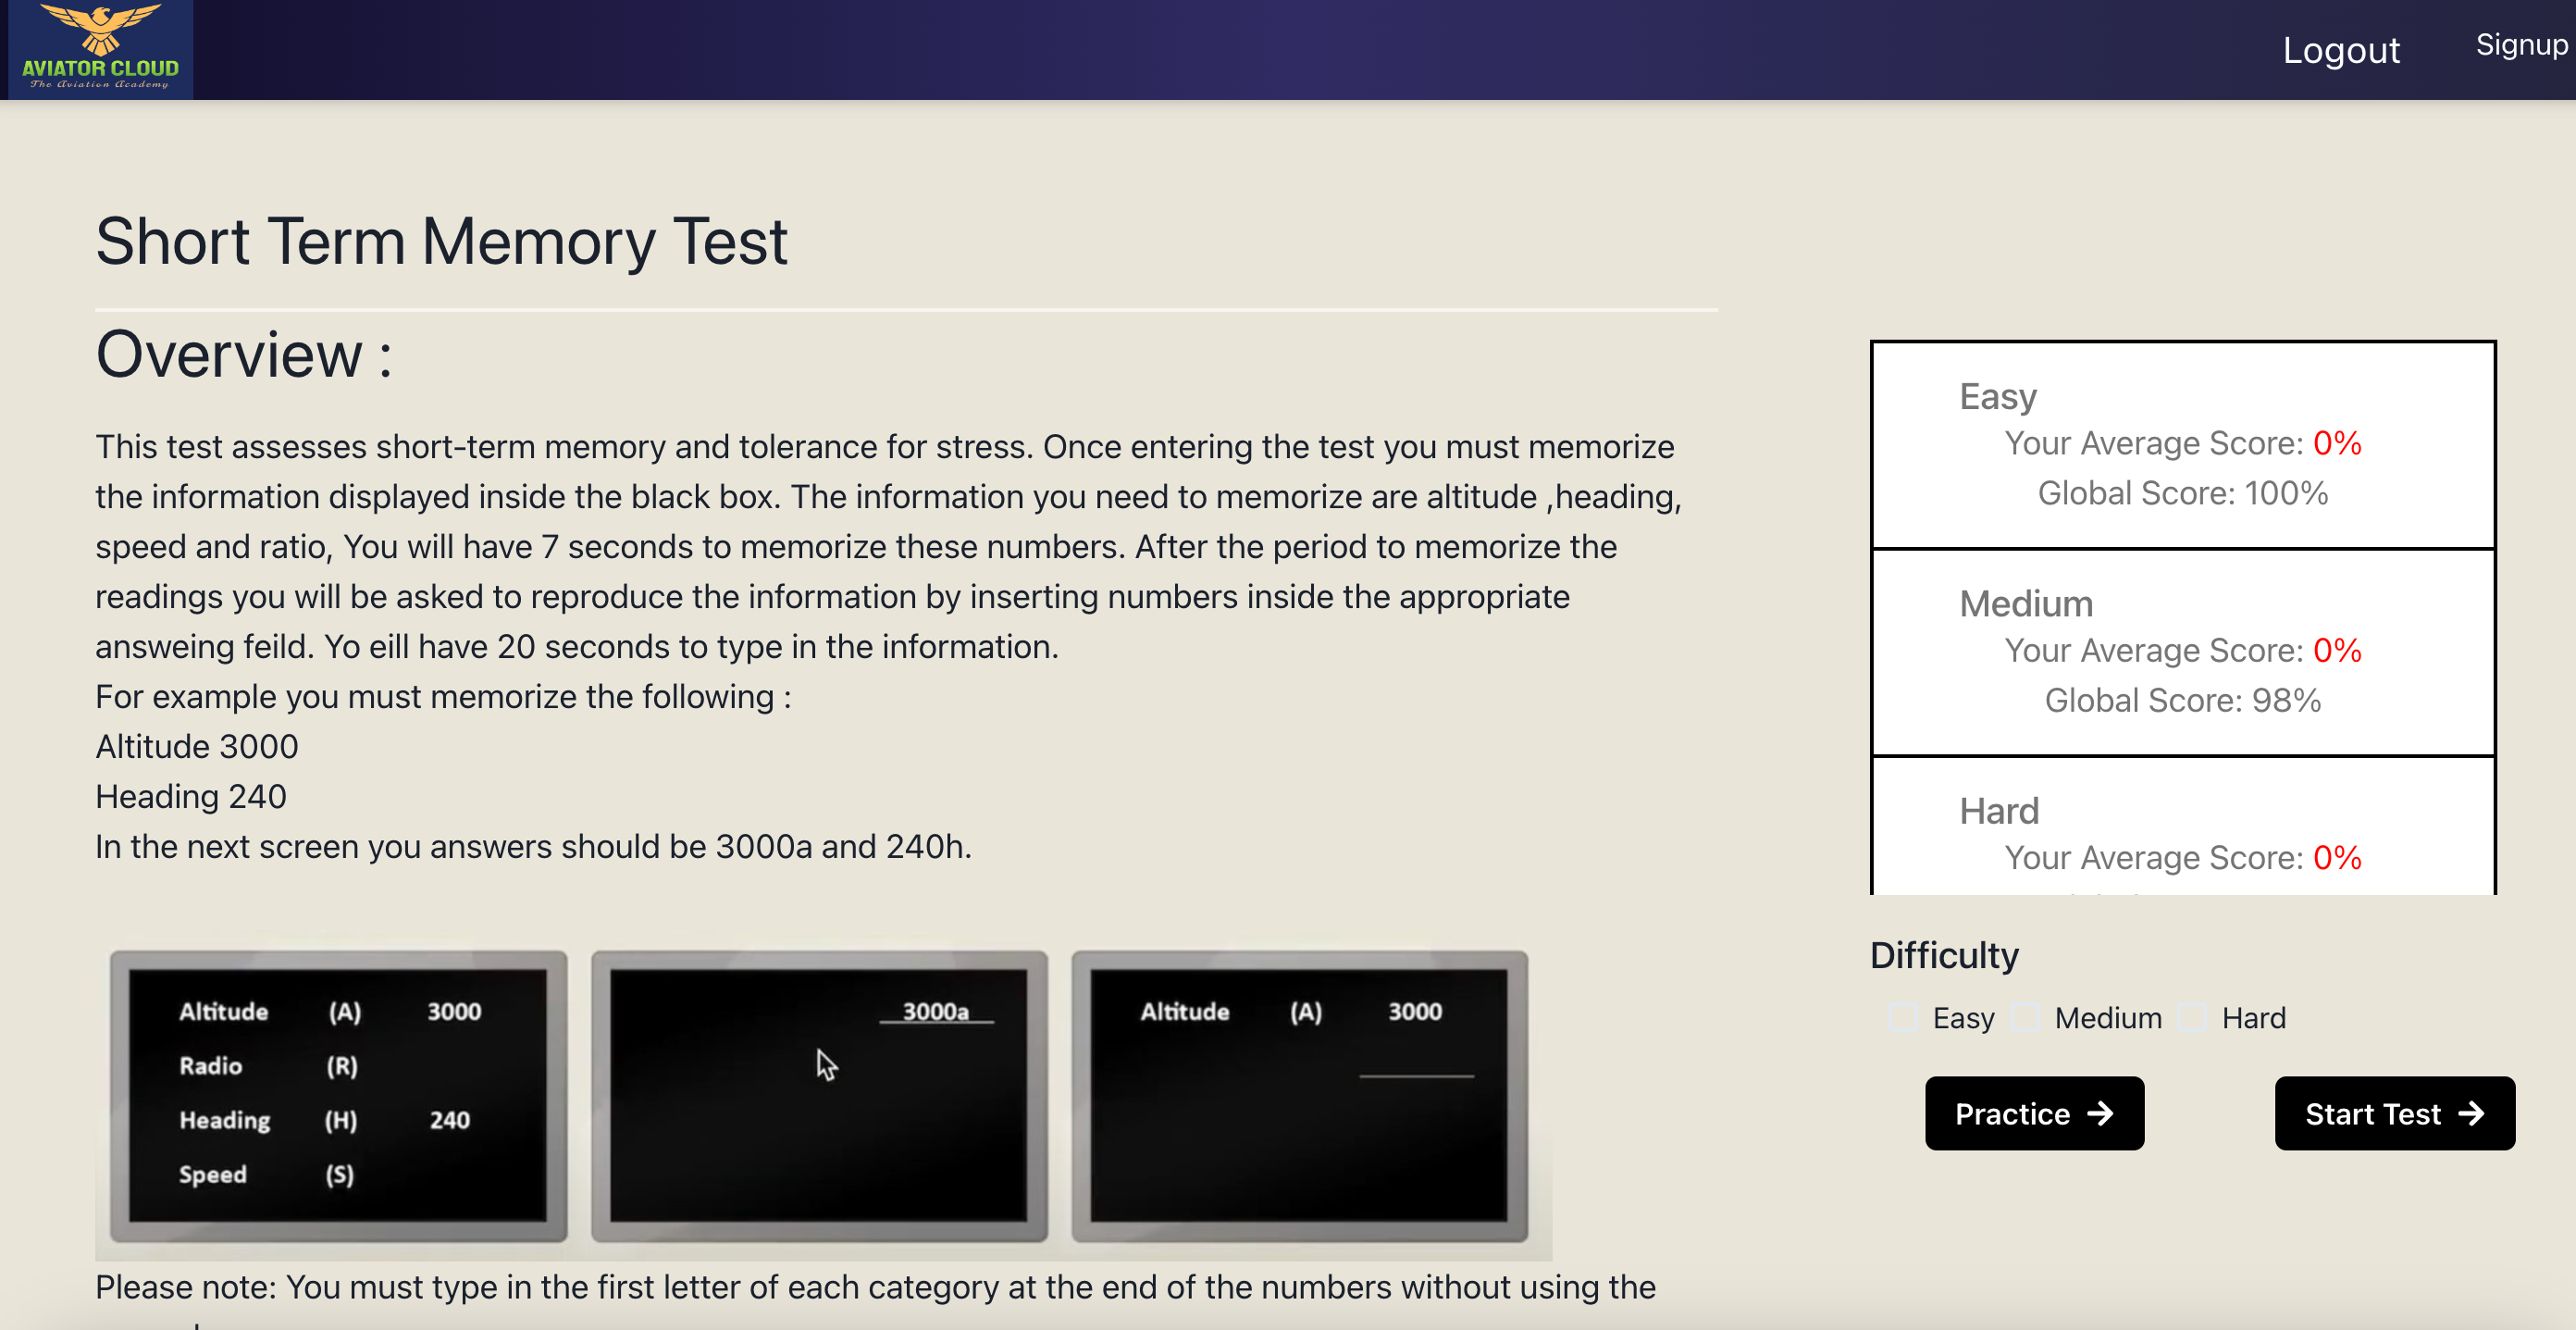 AVIATOR CLOUD
The Aviation Academy
Logout
Signup
Short Term Memory Test
Overview :
This test assesses short-term memory and tolerance for stress. Once entering the test you must memorize
the information displayed inside the black box. The information you need to memorize are altitude ,heading,
speed and ratio, You will have 7 seconds to memorize these numbers. After the period to memorize the
readings you will be asked to reproduce the information by inserting numbers inside the appropriate
answeing feild. Yo eill have 20 seconds to type in the information.
For example you must memorize the following :
Altitude 3000
Heading 240
In the next screen you answers should be 3000a and 240h.
Altitude (A) 3000
Radio (R)
Heading (H) 240
Speed (S)
3000a
Altitude (A) 3000
Please note: You must type in the first letter of each category at the end of the numbers without using the
Easy
Your Average Score: 0%
Global Score: 100%
Medium
Your Average Score: 0%
Global Score: 98%
Hard
Your Average Score: 0%
Difficulty
Easy Medium Hard
Practice → Start Test →